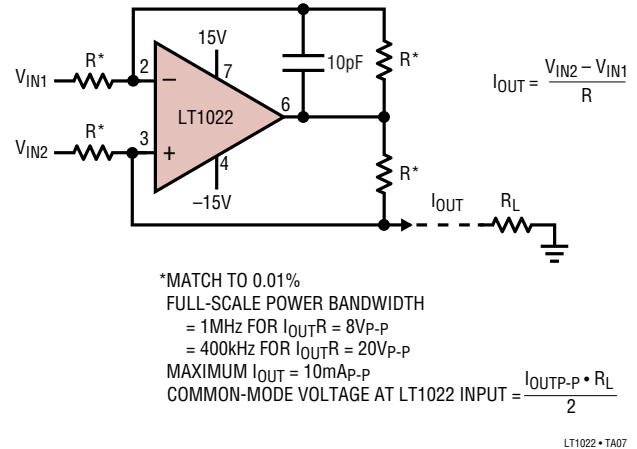 15V
R*
V_IN1
2
–
7
10pF
R*
I_OUT = (V_IN2 – V_IN1) / R
LT1022
6
R*
V_IN2
3
+
4
–15V
R*
I_OUT
R_L
*MATCH TO 0.01%
FULL-SCALE POWER BANDWIDTH
= 1MHz FOR I_OUTR = 8V_P-P
= 400kHz FOR I_OUTR = 20V_P-P
MAXIMUM I_OUT = 10mA_P-P
COMMON-MODE VOLTAGE AT LT1022 INPUT = (I_OUTP-P • R_L) / 2
LT1022 • TA07